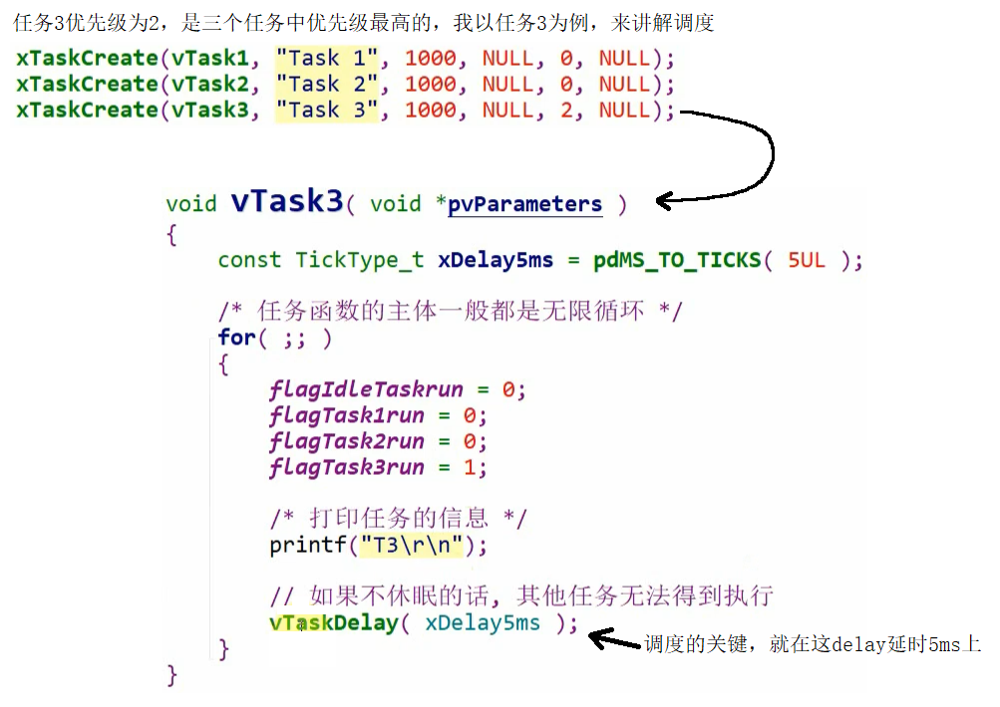 任务3优先级为2，是三个任务中优先级最高的，我以任务3为例，来讲解调度
xTaskCreate(vTask1, "Task 1", 1000, NULL, 0, NULL);
xTaskCreate(vTask2, "Task 2", 1000, NULL, 0, NULL);
xTaskCreate(vTask3, "Task 3", 1000, NULL, 2, NULL);
void vTask3( void *pvParameters )
{
const TickType_t xDelay5ms = pdMS_TO_TICKS( 5UL );
/* 任务函数的主体一般都是无限循环 */
for( ;; )
{
flagIdleTaskrun = 0;
flagTask1run = 0;
flagTask2run = 0;
flagTask3run = 1;
/* 打印任务的信息 */
printf("T3\r\n");
// 如果不休眠的话, 其他任务无法得到执行
vTaskDelay( xDelay5ms );
调度的关键，就在这delay延时5ms上
}
}